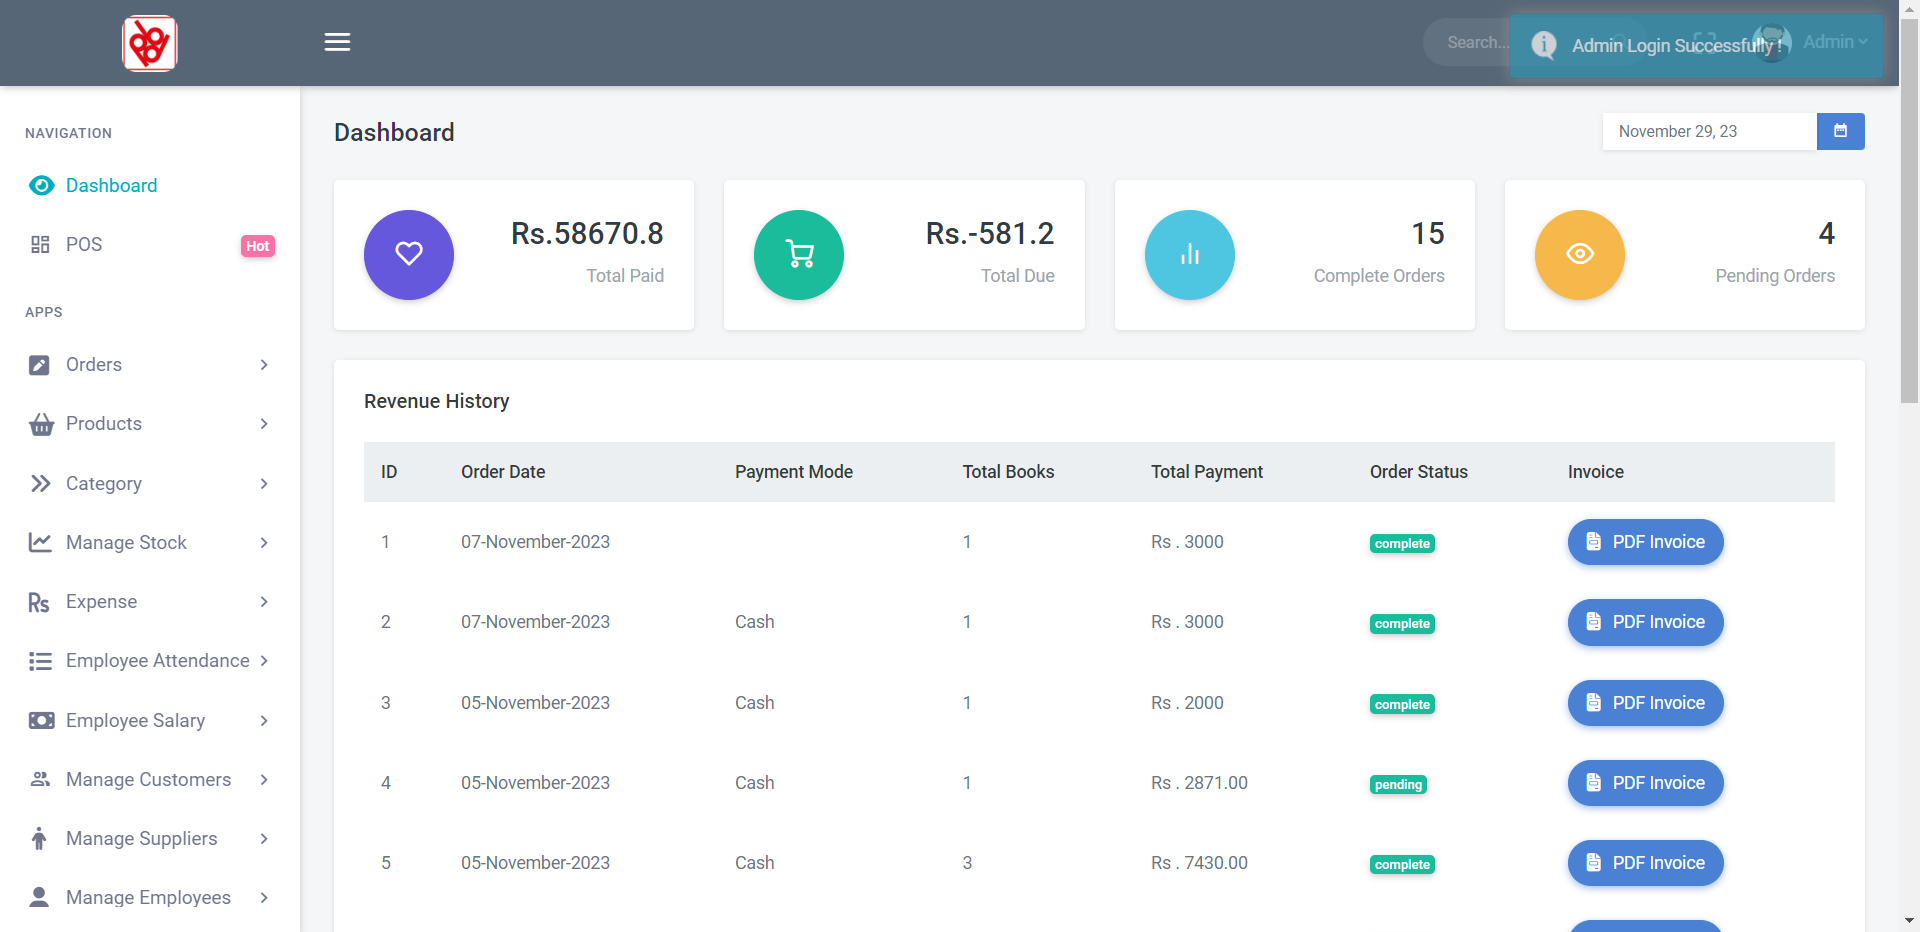 Search...
Admin Login Successfully !
Admin
NAVIGATION
Dashboard
POS
Hot
APPS
Orders
Products
Category
Manage Stock
Rs Expense
Employee Attendance
Employee Salary
Manage Customers
Manage Suppliers
Manage Employees
Dashboard
November 29, 23
Rs.58670.8
Total Paid
Rs.-581.2
Total Due
15
Complete Orders
4
Pending Orders
Revenue History
ID Order Date Payment Mode Total Books Total Payment Order Status Invoice
1 07-November-2023 1 Rs . 3000 complete PDF Invoice
2 07-November-2023 Cash 1 Rs . 3000 complete PDF Invoice
3 05-November-2023 Cash 1 Rs . 2000 complete PDF Invoice
4 05-November-2023 Cash 1 Rs . 2871.00 pending PDF Invoice
5 05-November-2023 Cash 3 Rs . 7430.00 complete PDF Invoice